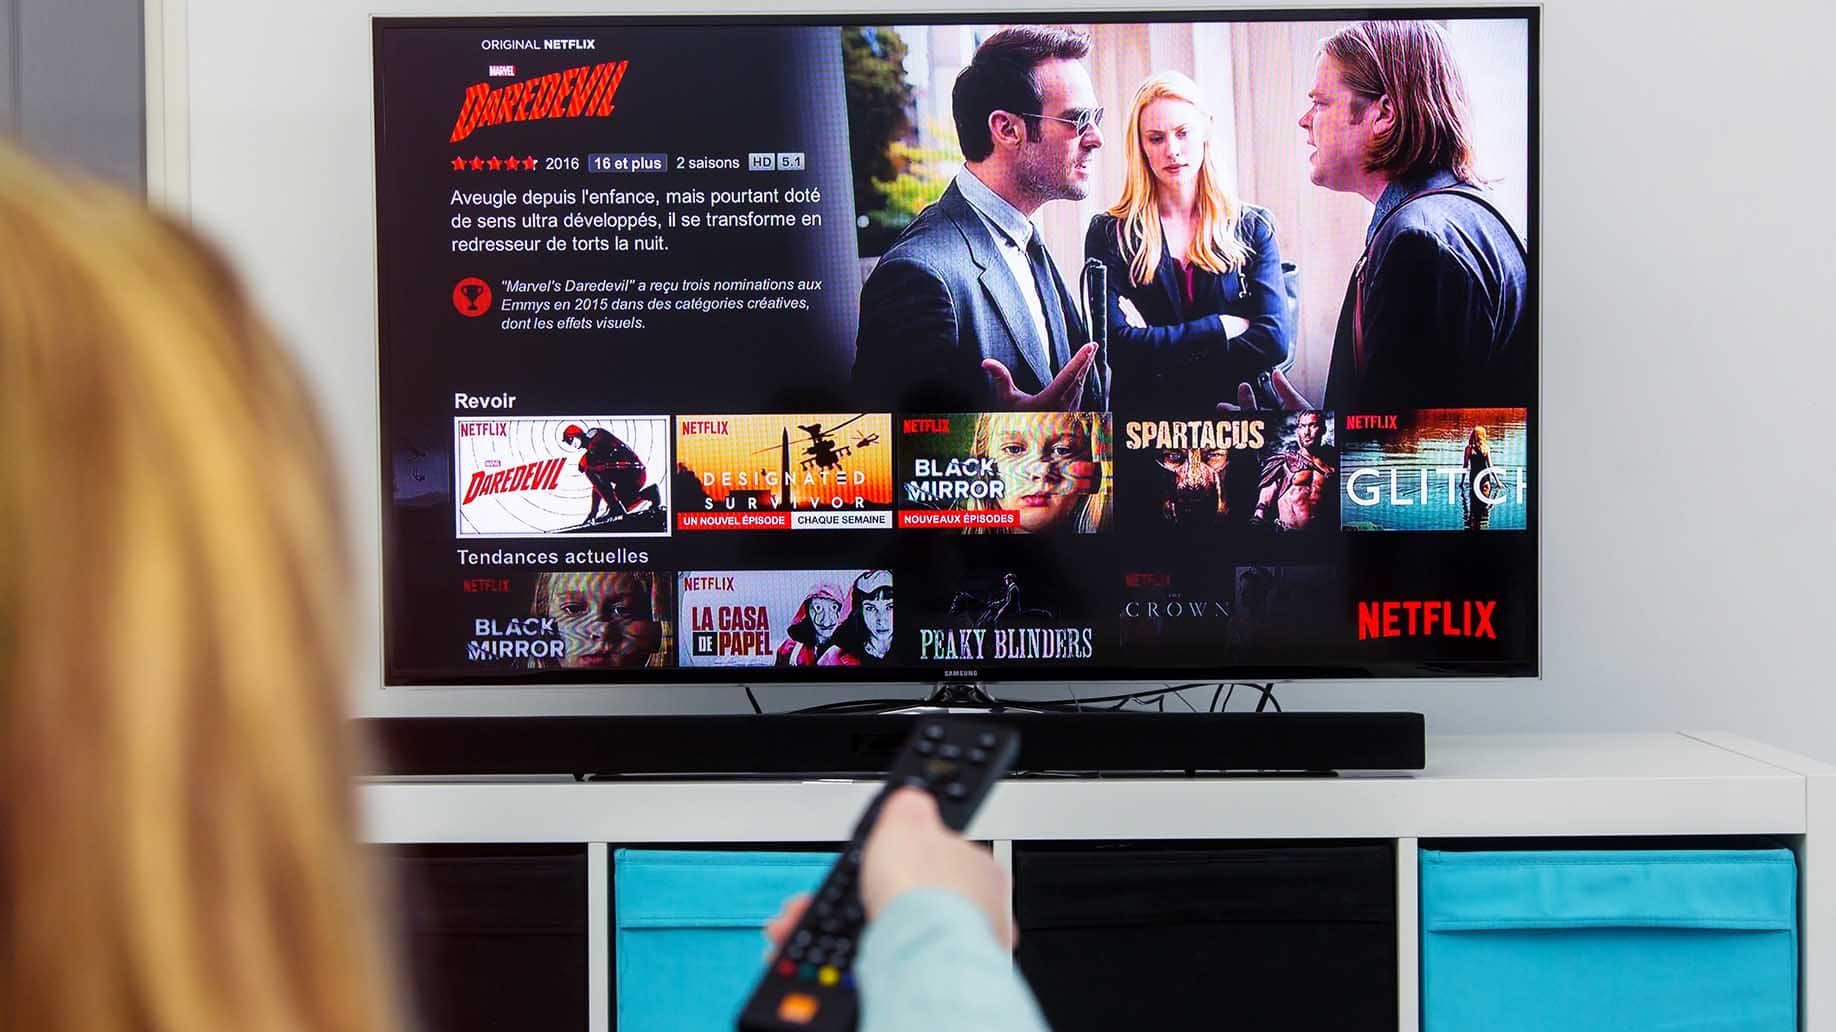 ORIGINAL NETFLIX
MARVEL
DAREDEVIL
2016 16 et plus 2 saisons HD 5.1
Aveugle depuis l'enfance, mais pourtant doté
de sens ultra développés, il se transforme en
redresseur de torts la nuit.
"Marvel's Daredevil" a reçu trois nominations aux
Emmys en 2015 dans des catégories créatives,
dont les effets visuels.
Revoir
NETFLIX
MARVEL
DAREDEVIL
NETFLIX
DESIGNATED
SURVIVOR
UN NOUVEL ÉPISODE CHAQUE SEMAINE
NETFLIX
BLACK
MIRROR
NOUVEAUX ÉPISODES
SPARTACUS
NETFLIX
GLITCH
Tendances actuelles
NETFLIX
BLACK
MIRROR
NETFLIX
LA CASA
DE PAPEL
PEAKY BLINDERS
NETFLIX
THE
CROWN
NETFLIX
SAMSUNG